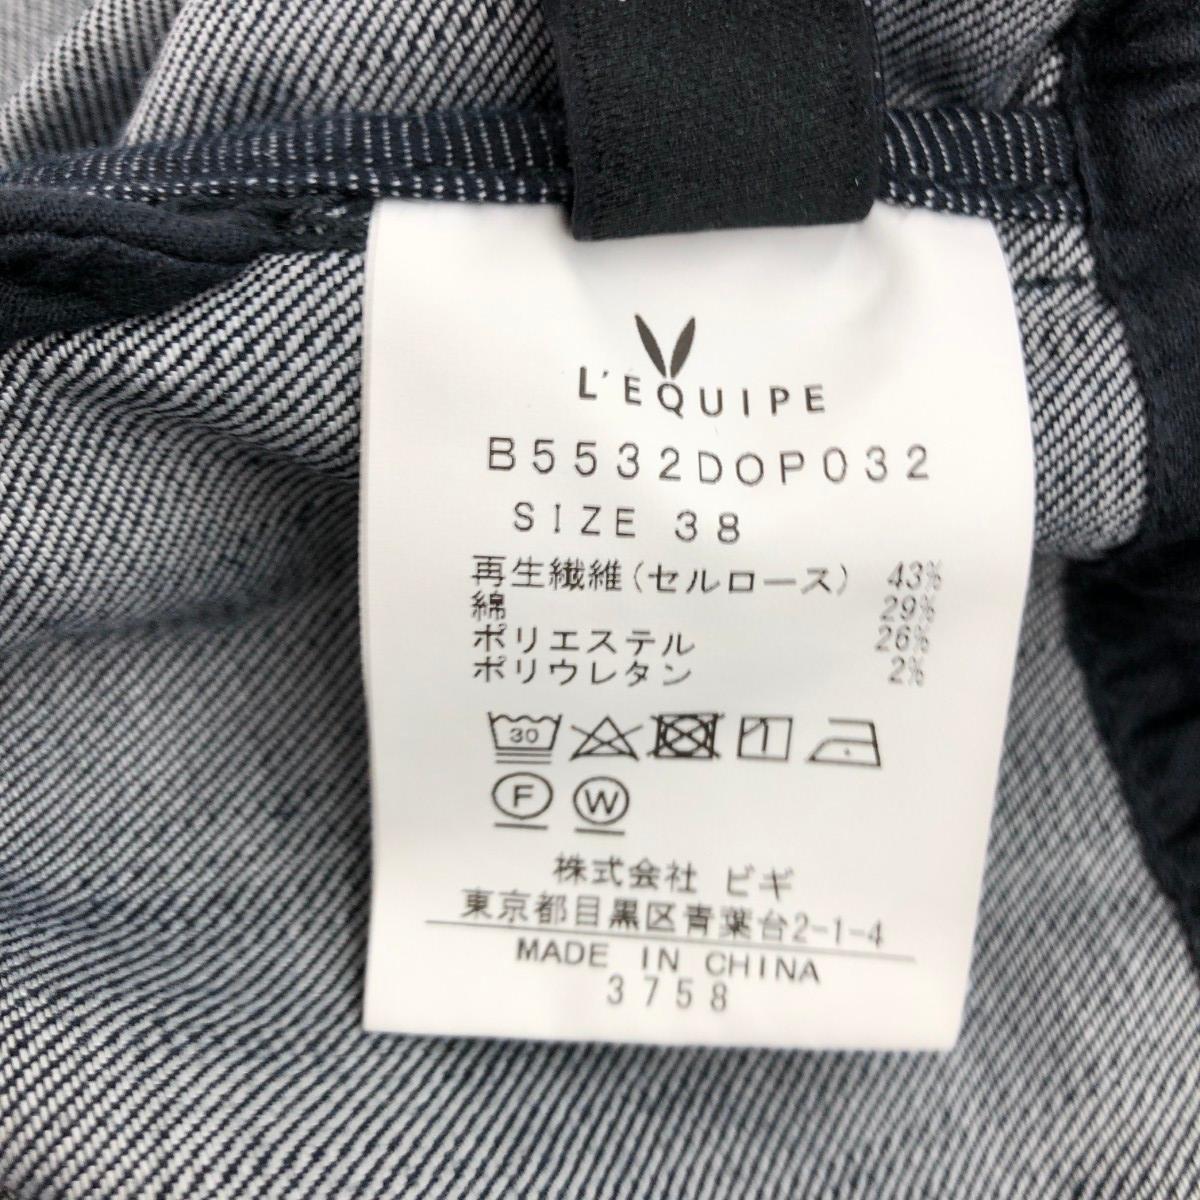 L'EQUIPE
B5532DOP032
SIZE 38
再生繊維(セルロース) 43%
綿 29%
ポリエステル 26%
ポリウレタン 2%
30
F W
株式会社 ビギ
東京都目黒区青葉台2-1-4
MADE IN CHINA
3758